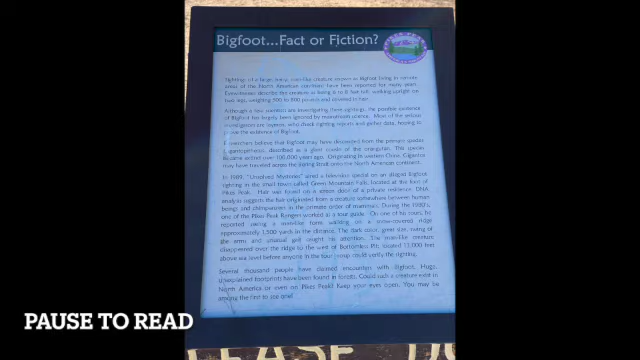 Bigfoot...Fact or Fiction?
Sightings of a large, hairy, man-like creature known as Bigfoot living in remote
areas of the North American continent have been reported for many years.
Eyewitnesses describe the creature as being 6 to 8 feet tall, walking upright on
two legs, weighing 500 to 800 pounds and covered in hair.
Although a few scientists are investigating these sightings, the possible existence
of Bigfoot has largely been ignored by mainstream science. Most of the serious
investigators are laymen, who check sighting reports and gather data, hoping to
prove the existence of Bigfoot.
believe that Bigfoot may have descended from the primate species
Gigantopithecus, described as a giant cousin of the orangutan. This species
became extinct over 100,000 years ago. Originating in eastern China, Giganto
may have traveled across the Bering Strait onto the North American continent.
In 1989, "Unsolved Mysteries" aired a television special on an alleged Bigfoot
sighting in the small town called Green Mountain Falls, located at the foot of
Pikes Peak. Hair was found on a screen door of a private residence. DNA
analysis suggests the hair originated from a creature somewhere between human
beings and chimpanzees in the primate order of mammals. During the 1980's,
one of the Pikes Peak Rangers worked as a tour guide. On one of his tours, he
reported seeing a man-like form walking on a snow-covered ridge
approximately 1,500 yards in the distance. The dark color, great size, swing of
the arms and unusual gait caught his attention. The man-like creature
disappeared over the ridge to the west of Bottomless Pit, located 13,000 feet
above sea level before anyone in the tour group could verify the sighting.
Several thousand people have claimed encounters with Bigfoot. Huge,
unexplained footprints have been found in forests. Could such a creature exist in
North America or even on Pikes Peak? Keep your eyes open. You may be
among the first to see one!
PAUSE TO READ